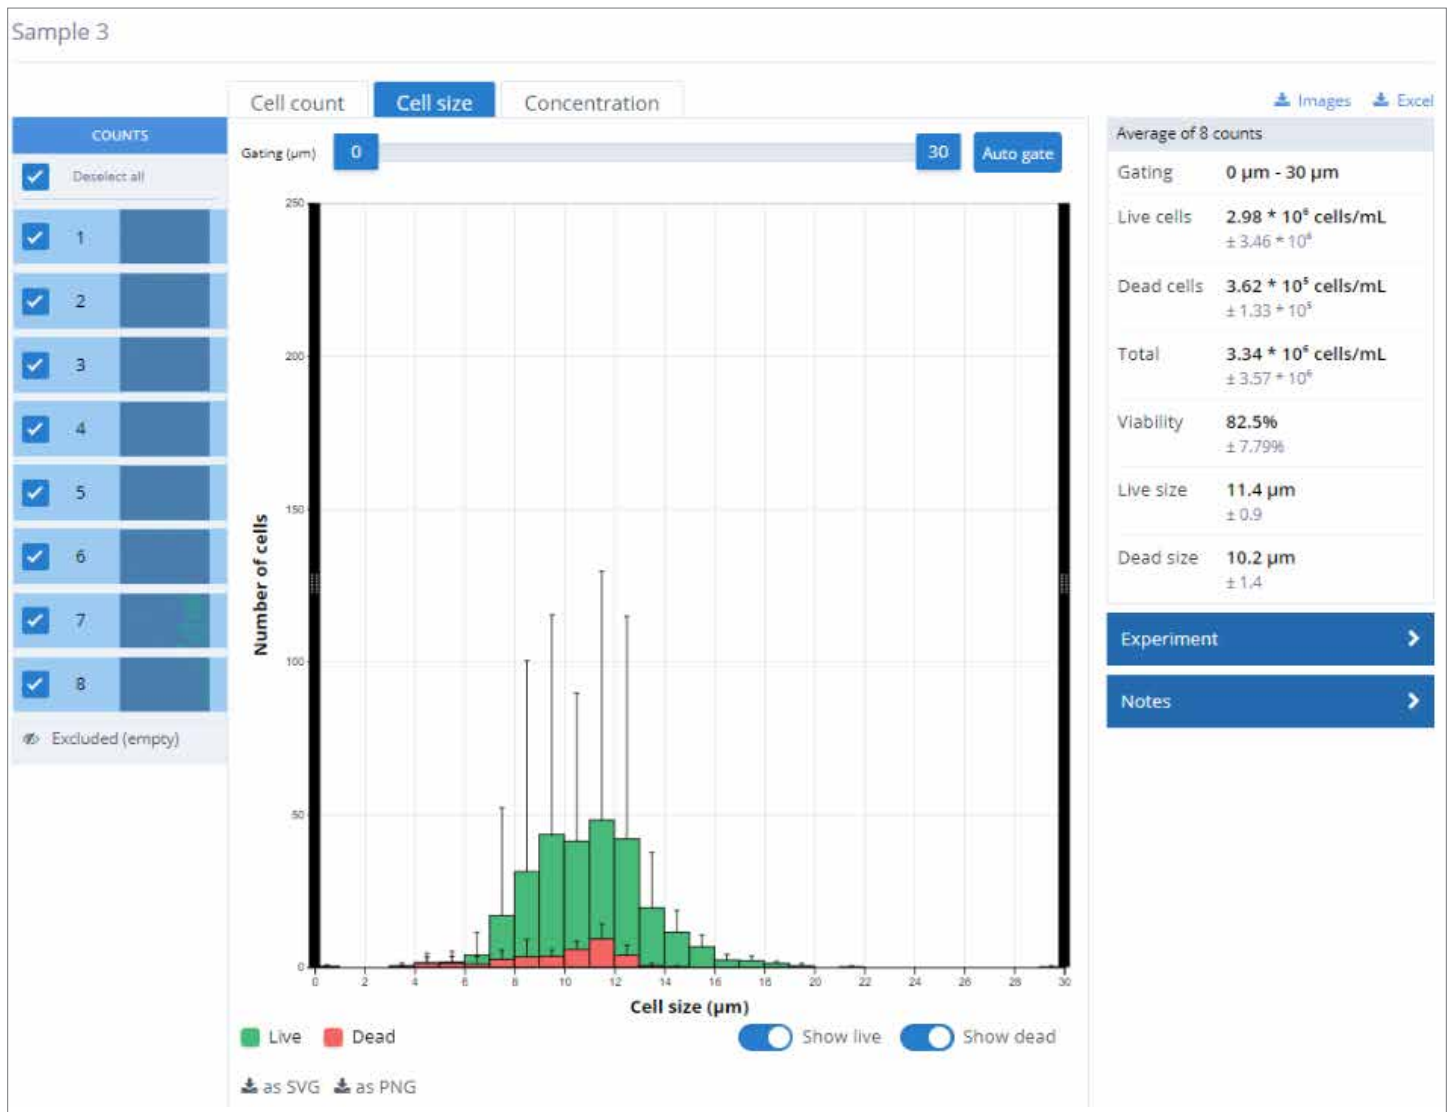 Sample 3
Cell count
Cell size
Concentration
Images
Excel
COUNTS
Deselect all
1
2
3
4
5
6
7
8
Excluded (empty)
Gating (µm)
0
30
Auto gate
250
200
150
100
50
0
Number of cells
0 2 4 6 8 10 12 14 16 18 20 22 24 26 28 30
Cell size (µm)
Live
Dead
Show live
Show dead
as SVG
as PNG
Average of 8 counts
Gating 0 µm - 30 µm
Live cells 2.98 * 10⁶ cells/mL
± 3.46 * 10⁶
Dead cells 3.62 * 10⁵ cells/mL
± 1.33 * 10⁵
Total 3.34 * 10⁶ cells/mL
± 3.57 * 10⁶
Viability 82.5%
± 7.79%
Live size 11.4 µm
± 0.9
Dead size 10.2 µm
± 1.4
Experiment
Notes